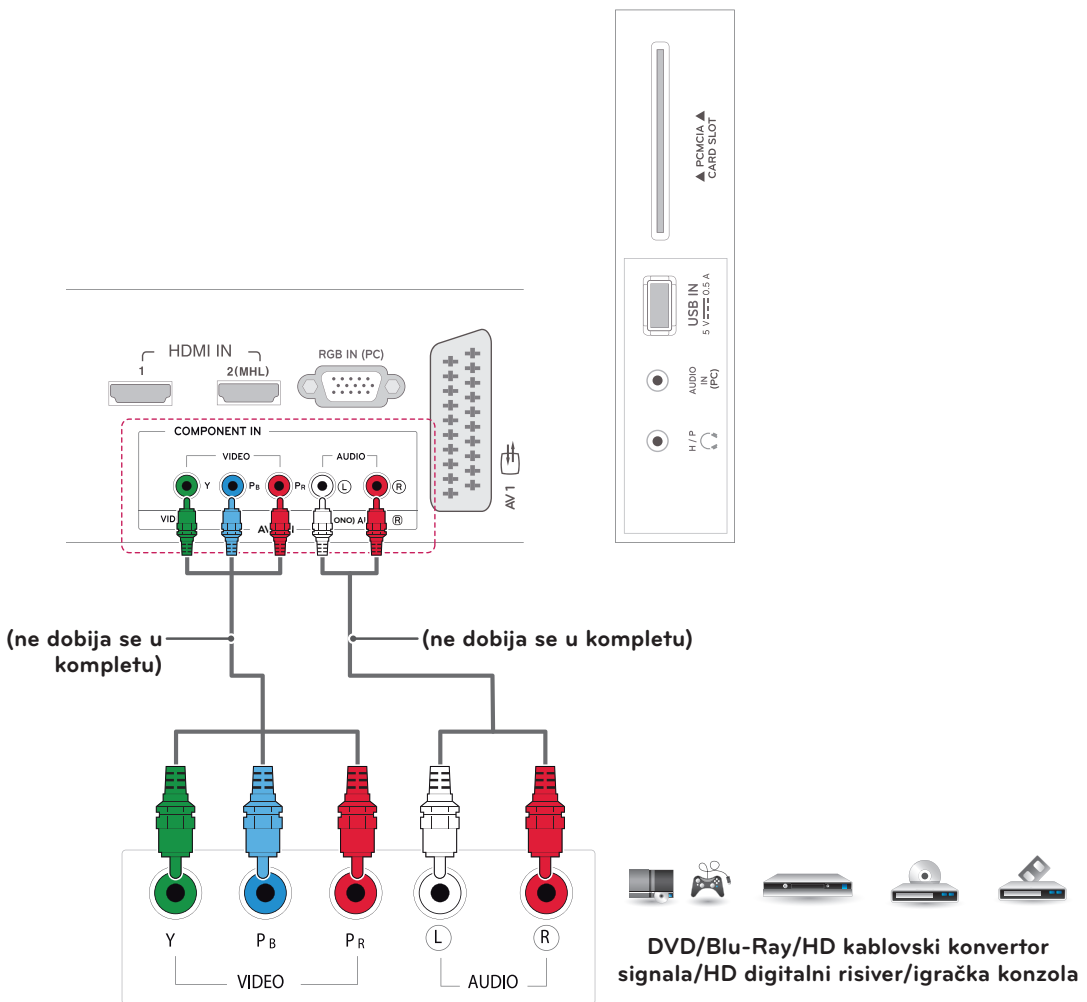 ▲ PCMCIA ▲
CARD SLOT
USB IN
5 V 0.5 A
AUDIO
IN
(PC)
H / P
HDMI IN
1
2(MHL)
RGB IN (PC)
AV 1
COMPONENT IN
VIDEO
AUDIO
Y
PB
PR
L
R
R
(ne dobija se u
kompletu)
(ne dobija se u kompletu)
Y
PB
PR
L
R
VIDEO
AUDIO
DVD/Blu-Ray/HD kablovski konvertor
signala/HD digitalni risiver/igračka konzola